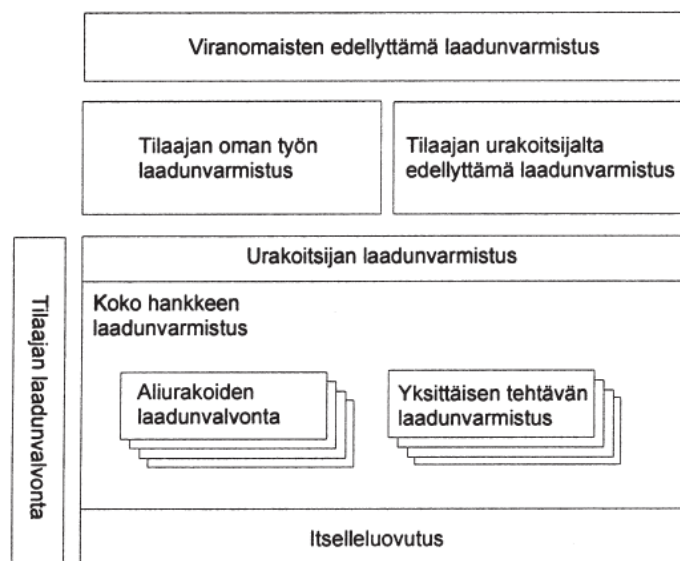 Viranomaisten edellyttämä laadunvarmistus
Tilaajan oman työn
laadunvarmistus
Tilaajan urakoitsijalta
edellyttämä laadunvarmistus
Tilaajan laadunvalvonta
Urakoitsijan laadunvarmistus
Koko hankkeen
laadunvarmistus
Aliurakoiden
laadunvalvonta
Yksittäisen tehtävän
laadunvarmistus
Itselleluovutus